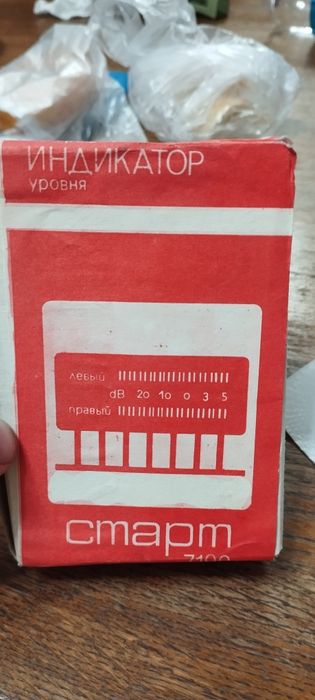 ИНДИКАТОР
уровня
левый
dB 20 10 0 3 5
правый
старт